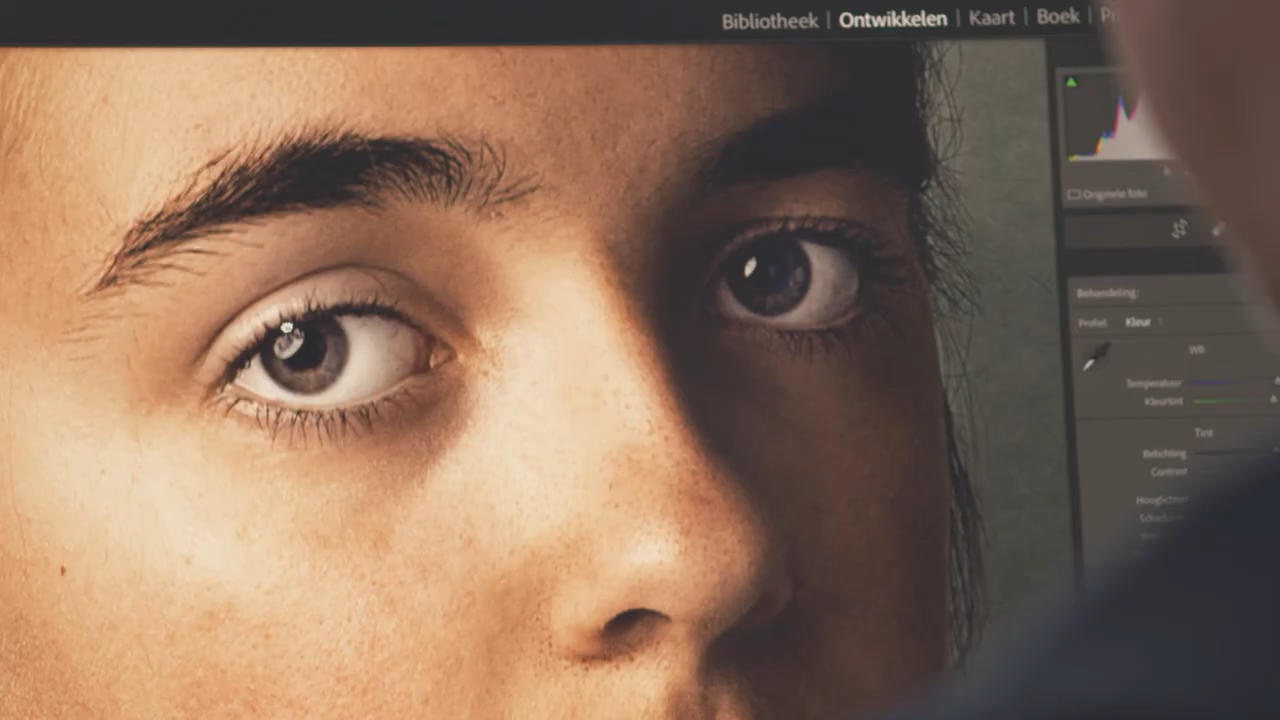 Bibliotheek | Ontwikkelen | Kaart | Boek |
Originele foto
Behandeling:
Profiel Kleur
WB
Temperatuur
Kleurtint
Tint
Belichting
Contrast